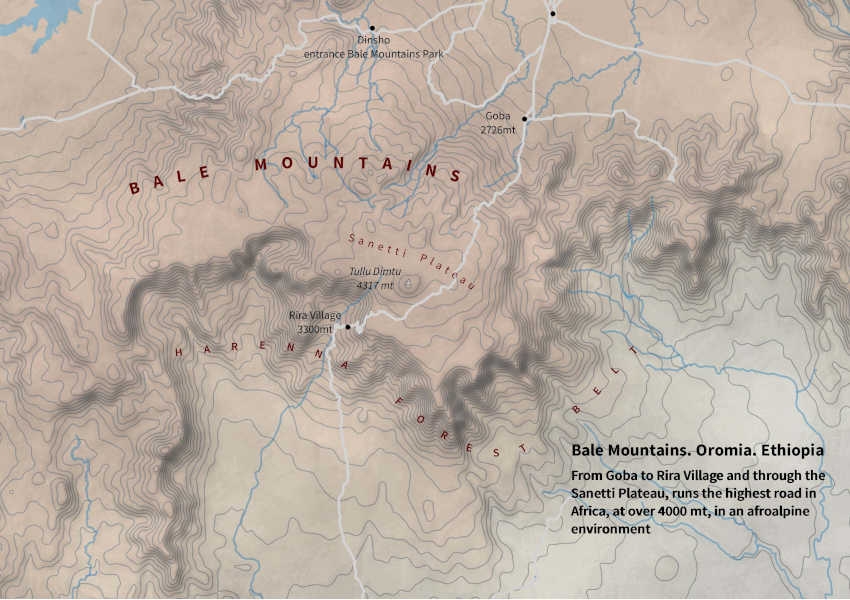 Dinsho
entrance Bale Mountains Park
Goba
2726mt
BALE MOUNTAINS
Sanetti Plateau
Tullu Dimtu
4317 mt
Rira Village
3300mt
HARENNA FOREST BELT
Bale Mountains. Oromia. Ethiopia
From Goba to Rira Village and through the
Sanetti Plateau, runs the highest road in
Africa, at over 4000 mt, in an afroalpine
environment